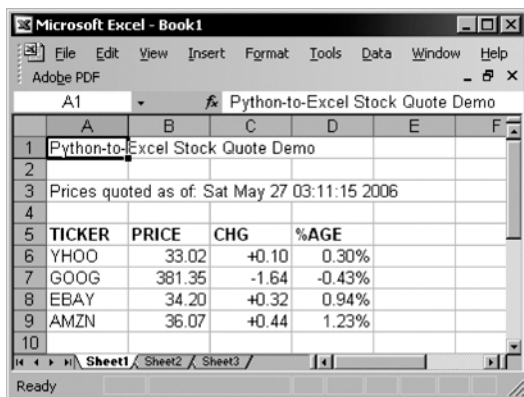 Microsoft Excel - Book1
File Edit View Insert Format Tools Data Window Help
Adobe PDF
A1 fx Python-to-Excel Stock Quote Demo
A B C D E F
1 Python-to-Excel Stock Quote Demo
2
3 Prices quoted as of: Sat May 27 03:11:15 2006
4
5 TICKER PRICE CHG %AGE
6 YHOO 33.02 +0.10 0.30%
7 GOOG 381.35 -1.64 -0.43%
8 EBAY 34.20 +0.32 0.94%
9 AMZN 36.07 +0.44 1.23%
10
Sheet1 Sheet2 Sheet3
Ready